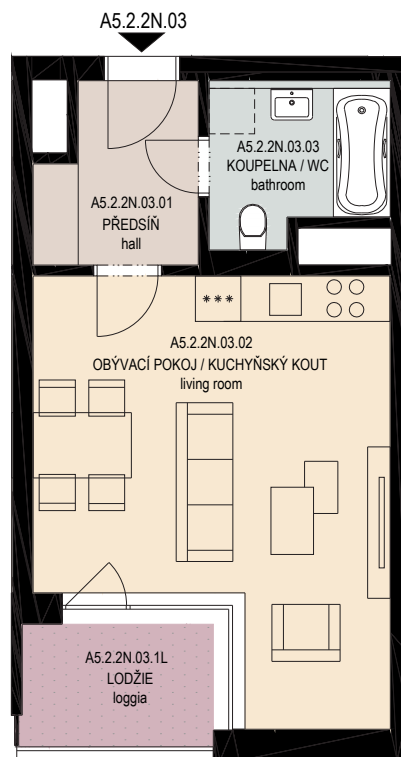 A5.2.2N.03
A5.2.2N.03.03
KOUPELNA / WC
bathroom
A5.2.2N.03.01
PŘEDSÍŇ
hall
***
A5.2.2N.03.02
OBÝVACÍ POKOJ / KUCHYŇSKÝ KOUT
living room
A5.2.2N.03.1L
LODŽIE
loggia